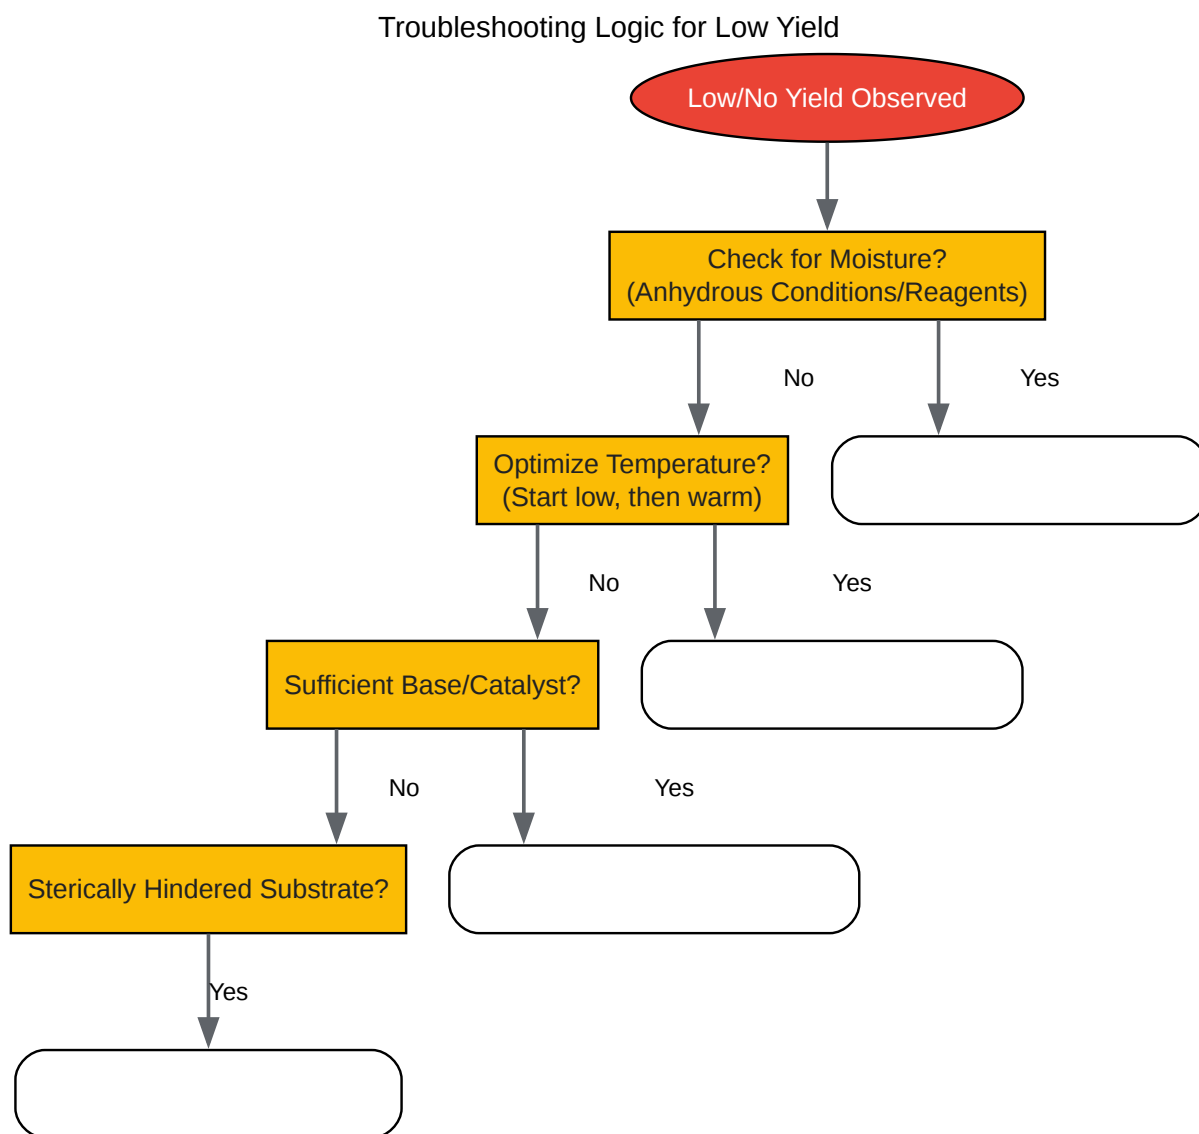 Troubleshooting Logic for Low Yield
Low/No Yield Observed
Check for Moisture?
(Anhydrous Conditions/Reagents)
No
Yes
Optimize Temperature?
(Start low, then warm)
No
Yes
Sufficient Base/Catalyst?
No
Yes
Sterically Hindered Substrate?
Yes